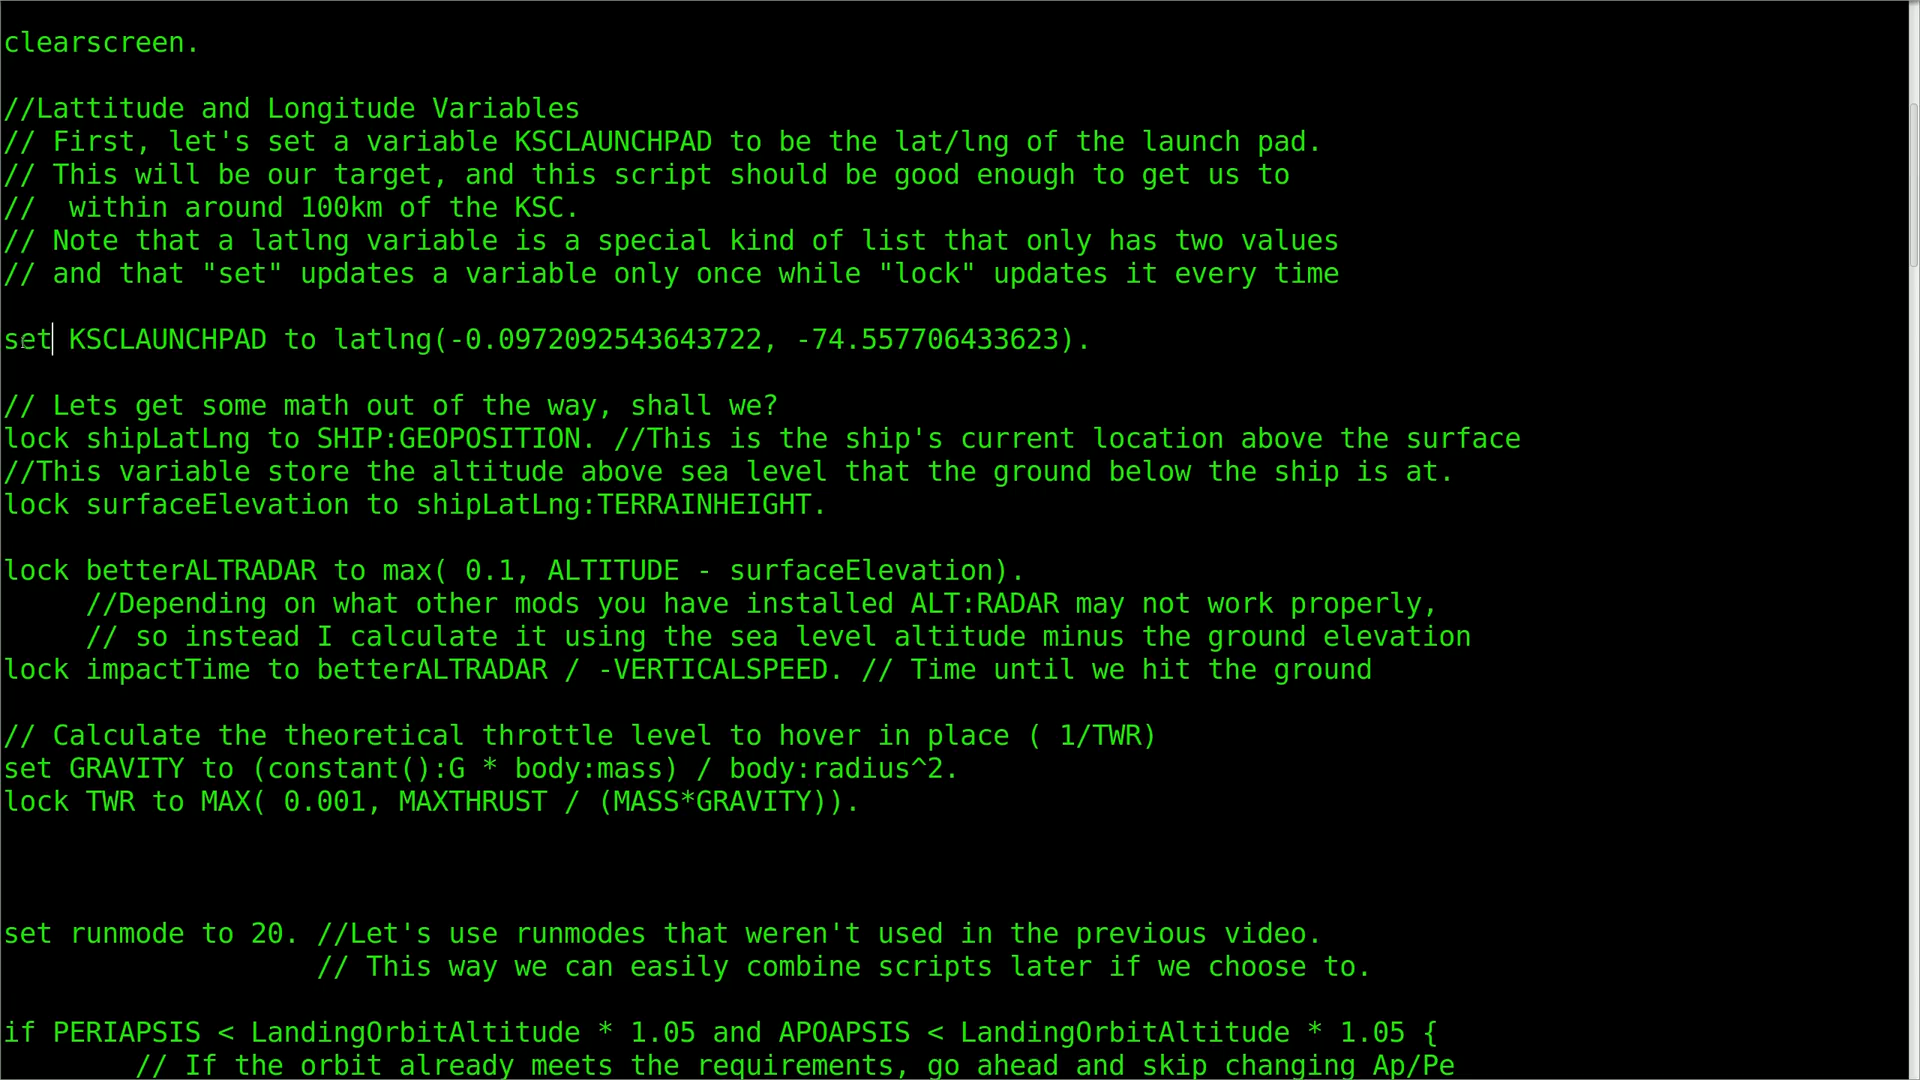 clearscreen.
//Lattitude and Longitude Variables
// First, let's set a variable KSCLAUNCHPAD to be the lat/lng of the launch pad.
// This will be our target, and this script should be good enough to get us to
//  within around 100km of the KSC.
// Note that a latlng variable is a special kind of list that only has two values
// and that "set" updates a variable only once while "lock" updates it every time
set KSCLAUNCHPAD to latlng(-0.0972092543643722, -74.557706433623).
// Lets get some math out of the way, shall we?
lock shipLatLng to SHIP:GEOPOSITION. //This is the ship's current location above the surface
//This variable store the altitude above sea level that the ground below the ship is at.
lock surfaceElevation to shipLatLng:TERRAINHEIGHT.
lock betterALTRADAR to max( 0.1, ALTITUDE - surfaceElevation).
//Depending on what other mods you have installed ALT:RADAR may not work properly,
// so instead I calculate it using the sea level altitude minus the ground elevation
lock impactTime to betterALTRADAR / -VERTICALSPEED. // Time until we hit the ground
// Calculate the theoretical throttle level to hover in place ( 1/TWR)
set GRAVITY to (constant():G * body:mass) / body:radius^2.
lock TWR to MAX( 0.001, MAXTHRUST / (MASS*GRAVITY)).
set runmode to 20. //Let's use runmodes that weren't used in the previous video.
// This way we can easily combine scripts later if we choose to.
if PERIAPSIS < LandingOrbitAltitude * 1.05 and APOAPSIS < LandingOrbitAltitude * 1.05 {
// If the orbit already meets the requirements, go ahead and skip changing Ap/Pe